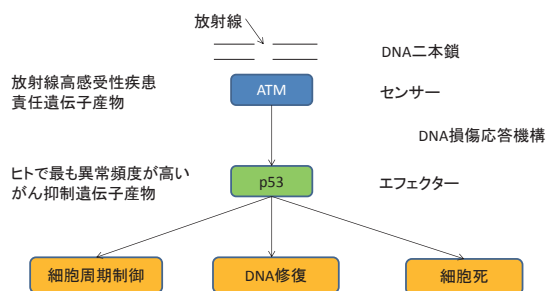 放射線
DNA二本鎖
放射線高感受性疾患
責任遺伝子産物
ATM
センサー
DNA損傷応答機構
ヒトで最も異常頻度が高い
がん抑制遺伝子産物
p53
エフェクター
細胞周期制御
DNA修復
細胞死